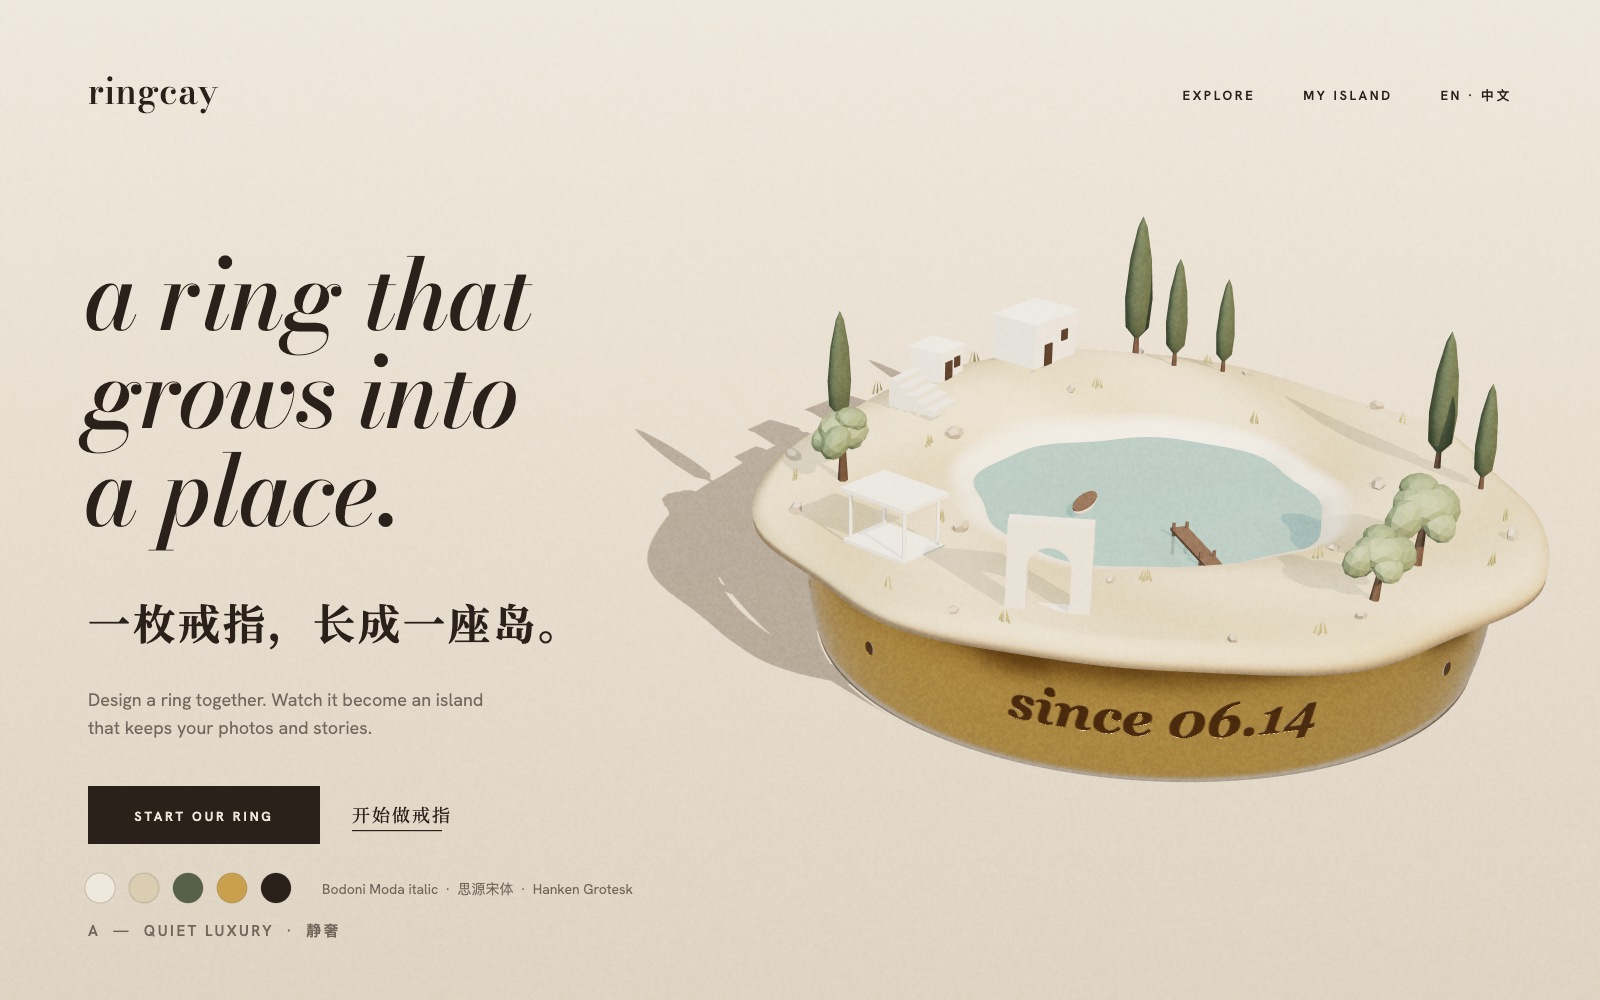 ringcay
EXPLORE
MY ISLAND
EN · 中文
a ring that
grows into
a place.
一枚戒指，长成一座岛。
Design a ring together. Watch it become an island
that keeps your photos and stories.
START OUR RING
开始做戒指
since 06.14
Bodoni Moda italic · 思源宋体 · Hanken Grotesk
A — QUIET LUXURY · 静奢